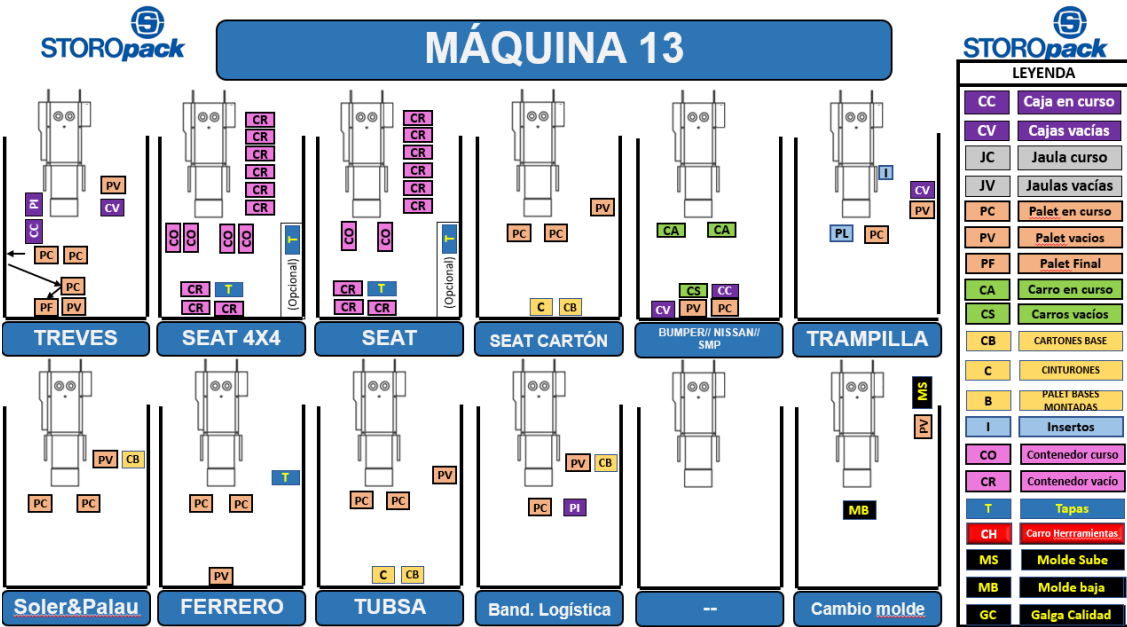 STOROpack
MÁQUINA 13
STOROpack
LEYENDA
CC Caja en curso
CV Cajas vacías
JC Jaula curso
JV Jaulas vacías
PC Palet en curso
PV Palet vacios
PF Palet Final
CA Carro en curso
CS Carros vacíos
CB CARTONES BASE
C CINTURONES
B PALET BASES
MONTADAS
I Insertos
CO Contenedor curso
CR Contenedor vacío
T Tapas
CH Carro Herrramientas
MS Molde Sube
MB Molde baja
GC Galga Calidad
PV
PI CV
CC
PC PC
PC
PF PV
TREVES
CR
CR
CR
CR
CR
CR
CO CO CO CO T
(Opcional)
CR T
CR CR
SEAT 4X4
CR
CR
CR
CR
CR
CR
CO CO T
(Opcional)
CR T
CR CR
SEAT
PV
PC PC
C CB
SEAT CARTÓN
CA CA
CS CC
CV PV PC
BUMPER// NISSAN//
SMP
I
CV
PV
PL PC
TRAMPILLA
PV CB
PC PC
Soler&Palau
T
PC PC
PV
FERRERO
PV
PC PC
C CB
TUBSA
PV CB
PC PI
Band. Logística
--
MS
PV
MB
Cambio molde